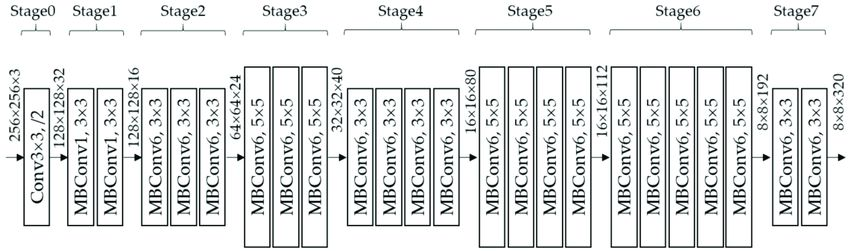 Stage0
Stage1
Stage2
Stage3
Stage4
Stage5
Stage6
Stage7
256×256×3
Conv3×3, /2
128×128×32
MBConv1, 3×3
MBConv1, 3×3
128×128×16
MBConv6, 3×3
MBConv6, 3×3
MBConv6, 3×3
64×64×24
MBConv6, 5×5
MBConv6, 5×5
MBConv6, 5×5
32×32×40
MBConv6, 3×3
MBConv6, 3×3
MBConv6, 3×3
MBConv6, 3×3
16×16×80
MBConv6, 5×5
MBConv6, 5×5
MBConv6, 5×5
MBConv6, 5×5
16×16×112
MBConv6, 5×5
MBConv6, 5×5
MBConv6, 5×5
MBConv6, 5×5
MBConv6, 5×5
8×8×192
MBConv6, 3×3
MBConv6, 3×3
8×8×320